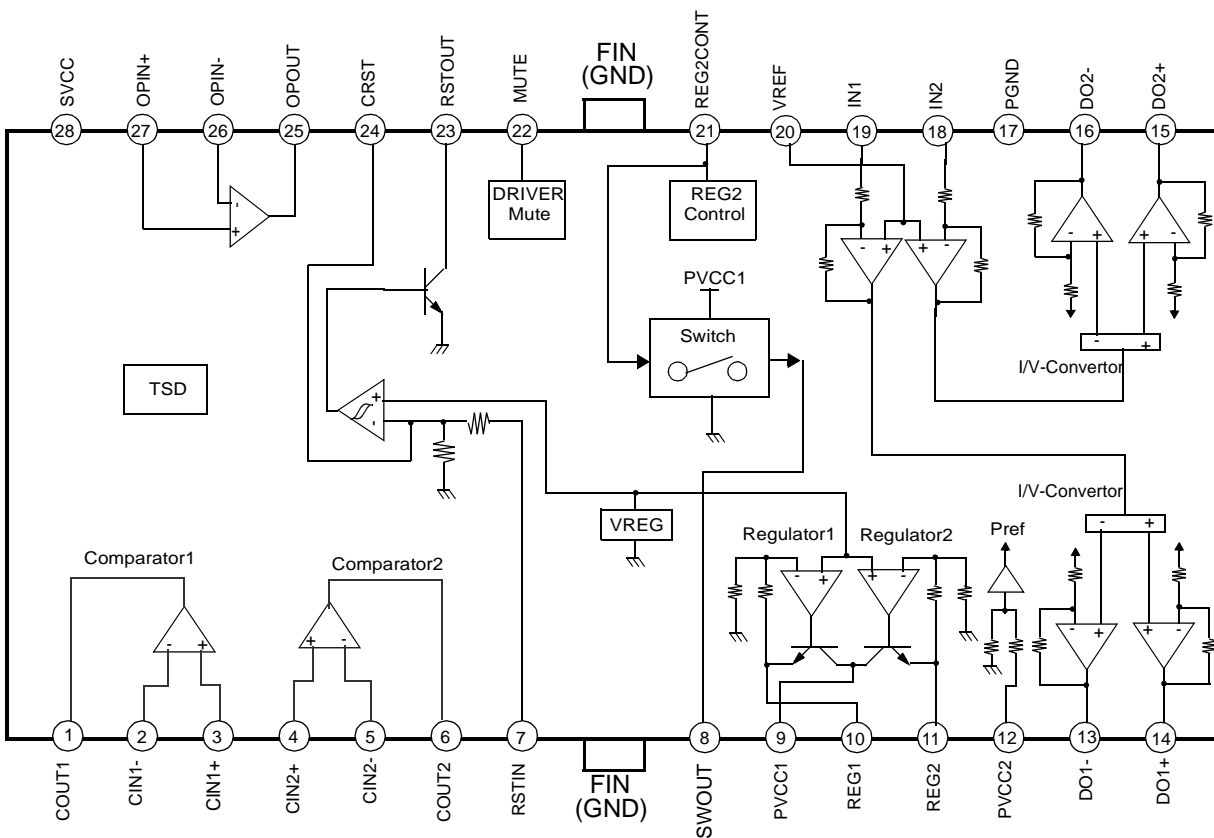 FIN
(GND)
SVCC
OPIN+
OPIN-
OPOUT
CRST
RSTOUT
MUTE
REG2CONT
VREF
IN1
IN2
PGND
DO2-
DO2+
28
27
26
25
24
23
22
21
20
19
18
17
16
15
DRIVER
Mute
REG2
Control
-
+
-
+
+
-
-
+
+
-
PVCC1
Switch
-
+
I/V-Convertor
TSD
+
-
I/V-Convertor
-
+
VREG
Regulator1
Regulator2
Pref
-
+
+
-
Comparator1
Comparator2
-
+
+
-
-
+
+
-
1
2
3
4
5
6
7
8
9
10
11
12
13
14
COUT1
CIN1-
CIN1+
CIN2+
CIN2-
COUT2
RSTIN
FIN
(GND)
SWOUT
PVCC1
REG1
REG2
PVCC2
DO1-
DO1+